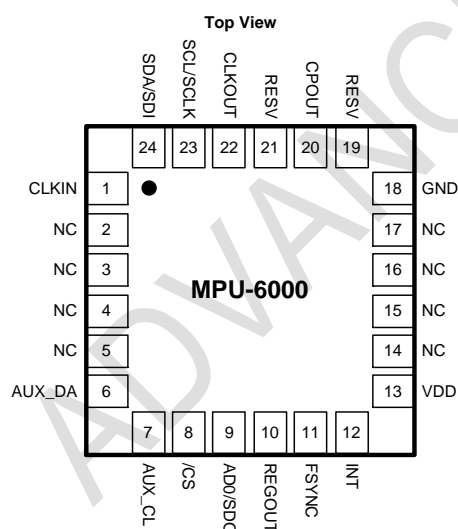 Top View
SDA/SDI
SCL/SCLK
CLKOUT
RESV
CPOUT
RESV
24 23 22 21 20 19
CLKIN 1 18 GND
NC 2 17 NC
NC 3 16 NC
MPU-6000
NC 4 15 NC
NC 5 14 NC
AUX_DA 6 13 VDD
7 8 9 10 11 12
AUX_CL
/CS
AD0/SDO
REGOUT
FSYNC
INT
ADVANC